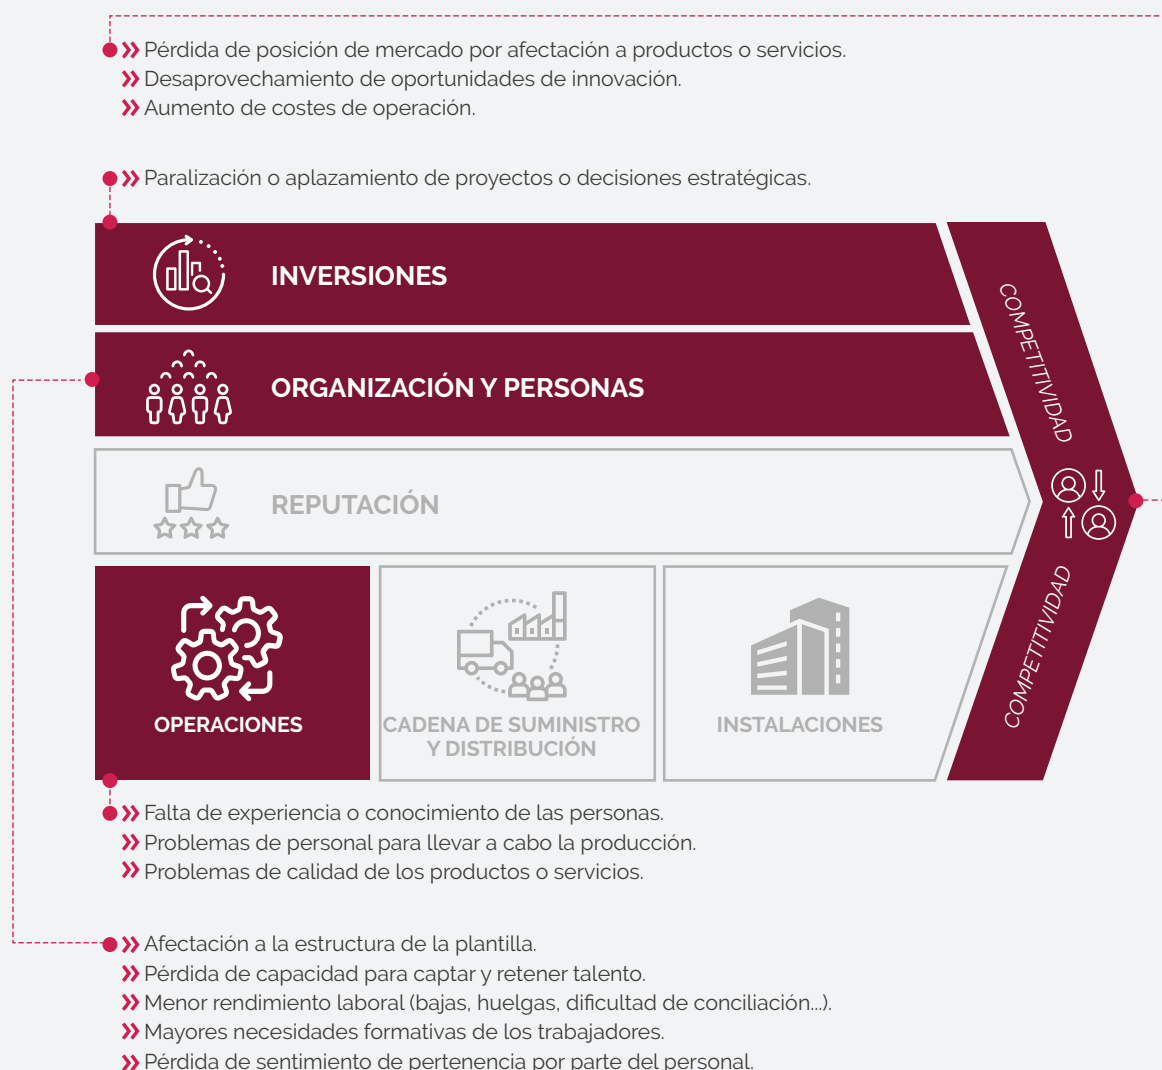 Pérdida de posición de mercado por afectación a productos o servicios.
Desaprovechamiento de oportunidades de innovación.
Aumento de costes de operación.
Paralización o aplazamiento de proyectos o decisiones estratégicas.
INVERSIONES
ORGANIZACIÓN Y PERSONAS
REPUTACIÓN
COMPETITIVIDAD
COMPETITIVIDAD
OPERACIONES
CADENA DE SUMINISTRO
Y DISTRIBUCIÓN
INSTALACIONES
Falta de experiencia o conocimiento de las personas.
Problemas de personal para llevar a cabo la producción.
Problemas de calidad de los productos o servicios.
Afectación a la estructura de la plantilla.
Pérdida de capacidad para captar y retener talento.
Menor rendimiento laboral (bajas, huelgas, dificultad de conciliación...).
Mayores necesidades formativas de los trabajadores.
Pérdida de sentimiento de pertenencia por parte del personal.